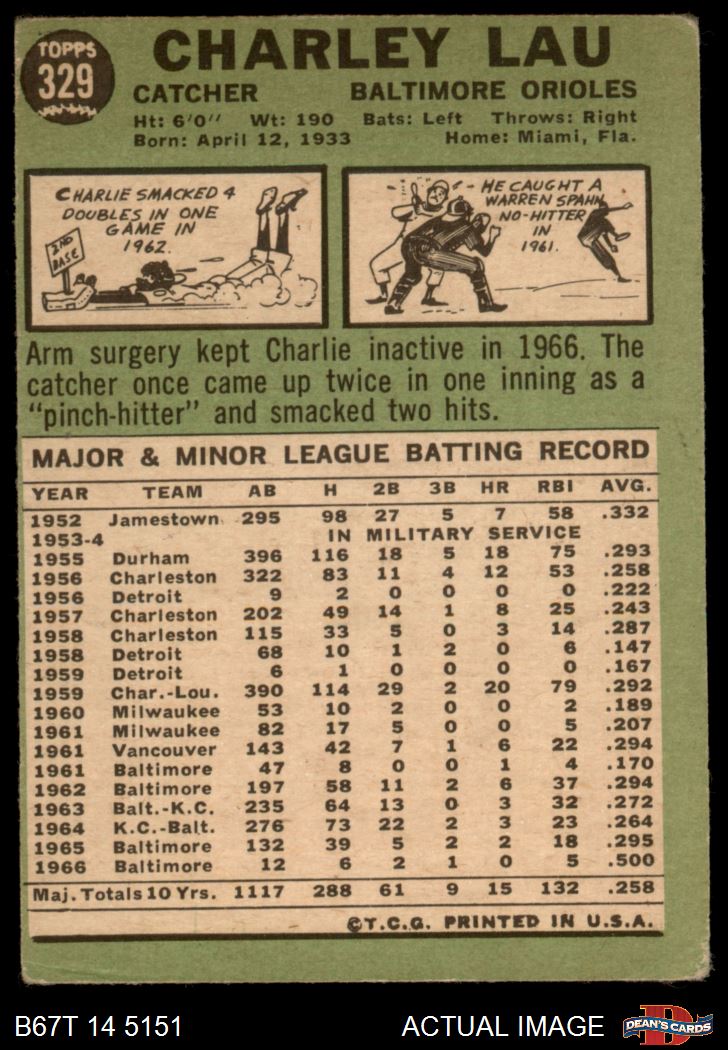 TOPPS
329
CHARLEY LAU
CATCHER BALTIMORE ORIOLES
Ht: 6'0" Wt: 190 Bats: Left Throws: Right
Born: April 12, 1933 Home: Miami, Fla.
CHARLIE SMACKED 4
DOUBLES IN ONE
GAME IN
1962.
2ND
BASE
HE CAUGHT A
WARREN SPAHN
NO-HITTER
IN
1961.
Arm surgery kept Charlie inactive in 1966. The
catcher once came up twice in one inning as a
"pinch-hitter" and smacked two hits.
MAJOR & MINOR LEAGUE BATTING RECORD
YEAR TEAM AB H 2B 3B HR RBI AVG.
1952 Jamestown 295 98 27 5 7 58 .332
1953-4 IN MILITARY SERVICE
1955 Durham 396 116 18 5 18 75 .293
1956 Charleston 322 83 11 4 12 53 .258
1956 Detroit 9 2 0 0 0 0 .222
1957 Charleston 202 49 14 1 8 25 .243
1958 Charleston 115 33 5 0 3 14 .287
1958 Detroit 68 10 1 2 0 6 .147
1959 Detroit 6 1 0 0 0 0 .167
1959 Char.-Lou. 390 114 29 2 20 79 .292
1960 Milwaukee 53 10 2 0 0 2 .189
1961 Milwaukee 82 17 5 0 0 5 .207
1961 Vancouver 143 42 7 1 6 22 .294
1961 Baltimore 47 8 0 0 1 4 .170
1962 Baltimore 197 58 11 2 6 37 .294
1963 Balt.-K.C. 235 64 13 0 3 32 .272
1964 K.C.-Balt. 276 73 22 2 3 23 .264
1965 Baltimore 132 39 5 2 2 18 .295
1966 Baltimore 12 6 2 1 0 5 .500
Maj. Totals 10 Yrs. 1117 288 61 9 15 132 .258
©T.C.G. PRINTED IN U.S.A.
B67T 14 5151 ACTUAL IMAGE
D
DEAN'S CARDS